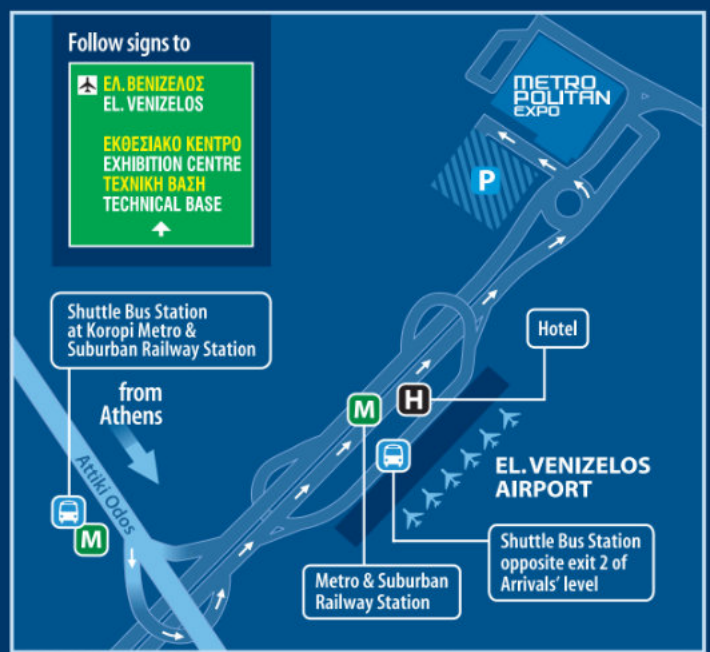 Follow signs to
ΕΛ. ΒΕΝΙΖΕΛΟΣ
EL. VENIZELOS
ΕΚΘΕΣΙΑΚΟ ΚΕΝΤΡΟ
EXHIBITION CENTRE
ΤΕΧΝΙΚΗ ΒΑΣΗ
TECHNICAL BASE
METRO
POLITAN
EXPO
P
Shuttle Bus Station
at Koropi Metro &
Suburban Railway Station
Hotel
from
Athens
H
M
Attiki Odos
EL. VENIZELOS
AIRPORT
M
Shuttle Bus Station
opposite exit 2 of
Arrivals' level
Metro & Suburban
Railway Station